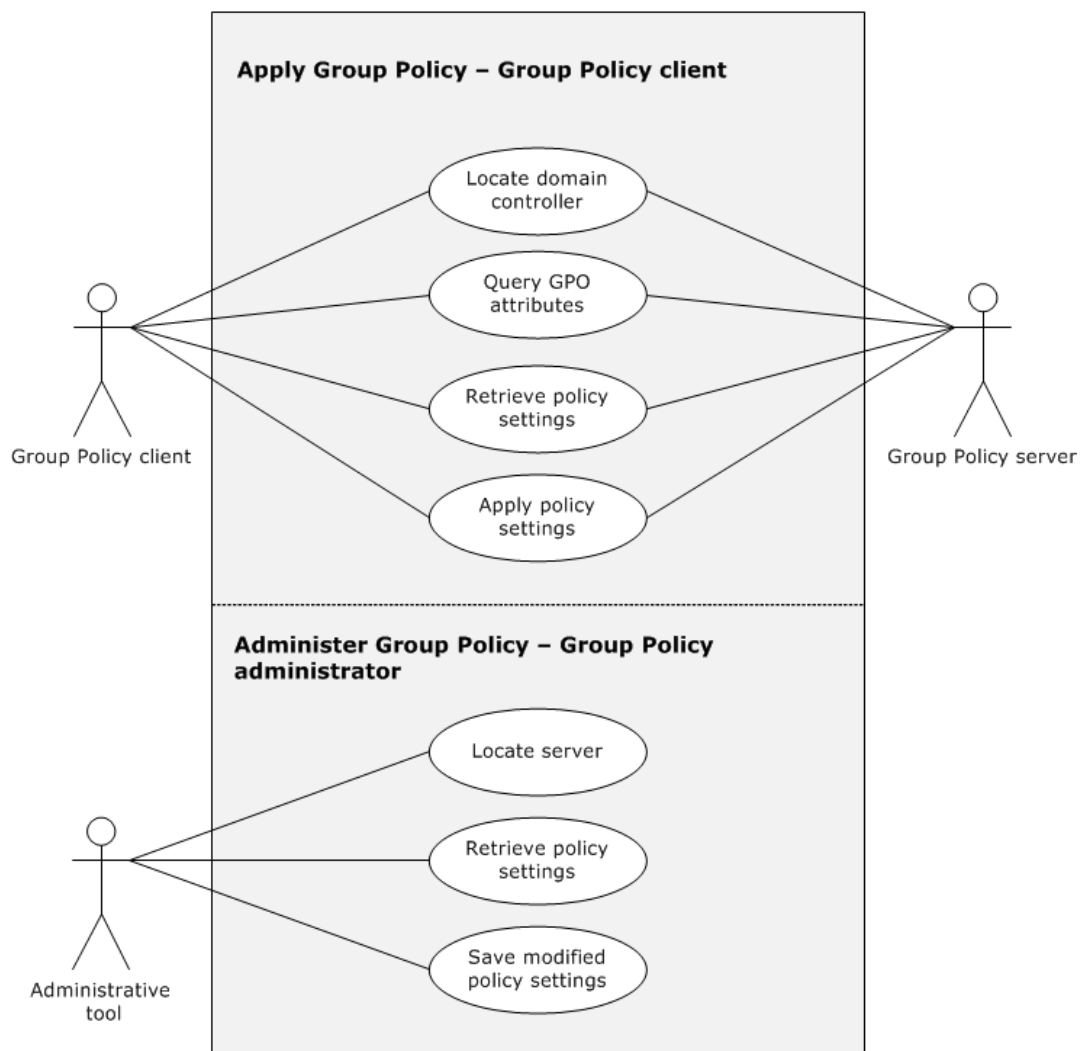 Apply Group Policy – Group Policy client
Locate domain
controller
Query GPO
attributes
Retrieve policy
settings
Group Policy client
Group Policy server
Apply policy
settings
Administer Group Policy – Group Policy
administrator
Locate server
Retrieve policy
settings
Save modified
policy settings
Administrative
tool